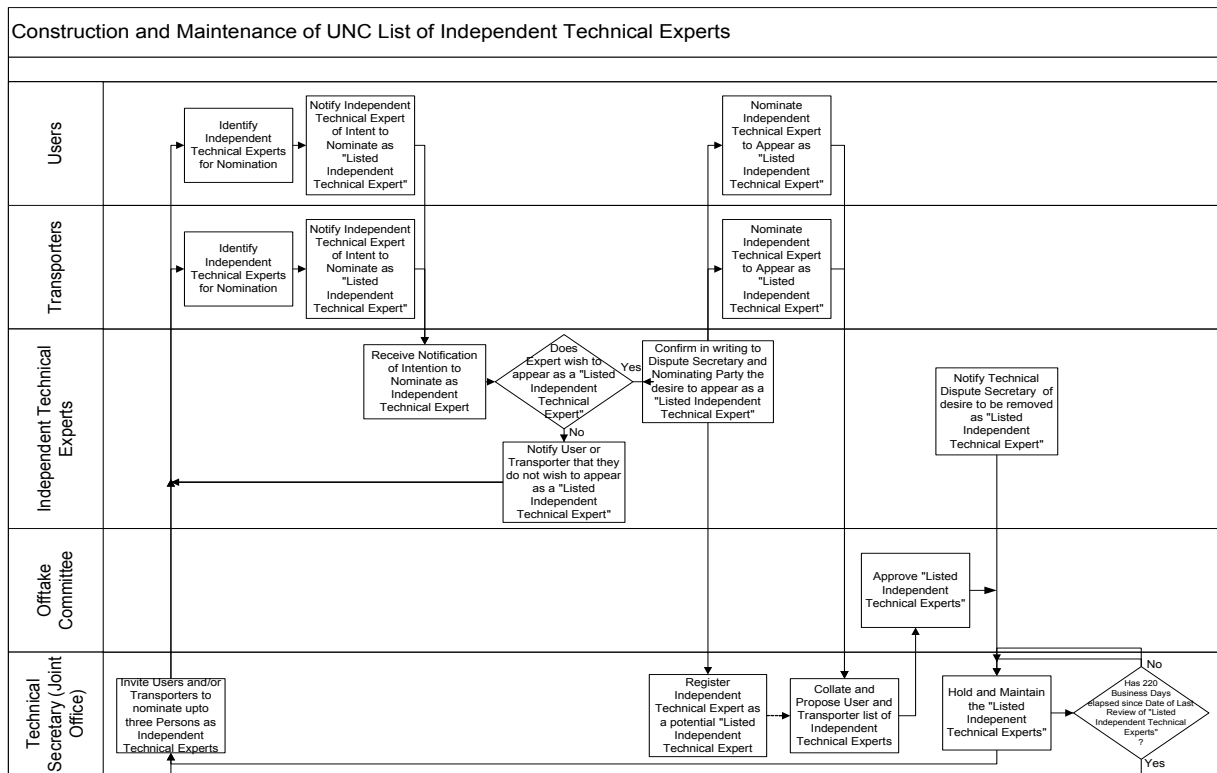 Construction and Maintenance of UNC List of Independent Technical Experts
Users
Identify
Independent
Technical Experts
for Nomination
Notify Independent
Technical Expert
of Intent to
Nominate as
"Listed
Independent
Technical Expert"
Nominate
Independent
Technical Expert
to Appear as
"Listed
Independent
Technical Expert"
Transporters
Identify
Independent
Technical Experts
for Nomination
Notify Independent
Technical Expert
of Intent to
Nominate as
"Listed
Independent
Technical Expert"
Nominate
Independent
Technical Expert
to Appear as
"Listed
Independent
Technical Expert"
Independent Technical
Experts
Receive Notification
of Intention to
Nominate as
Independent
Technical Expert
Does
Expert wish to
appear as a "Listed
Independent
Technical
Expert"
Yes
No
Confirm in writing to
Dispute Secretary and
Nominating Party the
desire to appear as a
"Listed Independent
Technical Expert"
Notify User or
Transporter that they
do not wish to appear
as a "Listed
Independent
Technical Expert"
Notify Technical
Dispute Secretary of
desire to be removed
as "Listed
Independent
Technical Expert"
Offtake
Committee
Approve "Listed
Independent
Technical Experts"
Technical
Secretary (Joint
Office)
Invite Users and/or
Transporters to
nominate upto
three Persons as
Independent
Technical Experts
Register
Independent
Technical Expert as
a potential "Listed
Independent
Technical Expert
Collate and
Propose User and
Transporter list of
Independent
Technical Experts
Hold and Maintain
the "Listed
Indepenent
Technical Experts"
No
Has 220
Business Days
elapsed since Date of Last
Review of "Listed
Independent Technical
Experts"
?
Yes